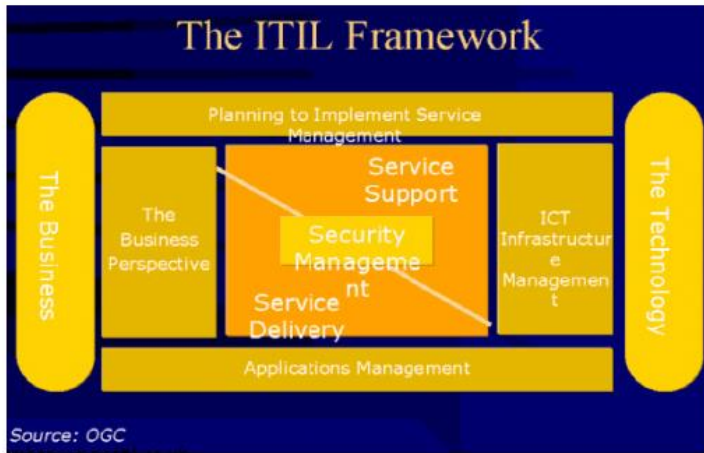 The ITIL Framework
Planning to Implement Service
Management
The Business
The
Business
Perspective
Service
Support
Security
Manageme
nt
Service
Delivery
ICT
Infrastructur
e
Managemen
t
The Technology
Applications Management
Source: OGC